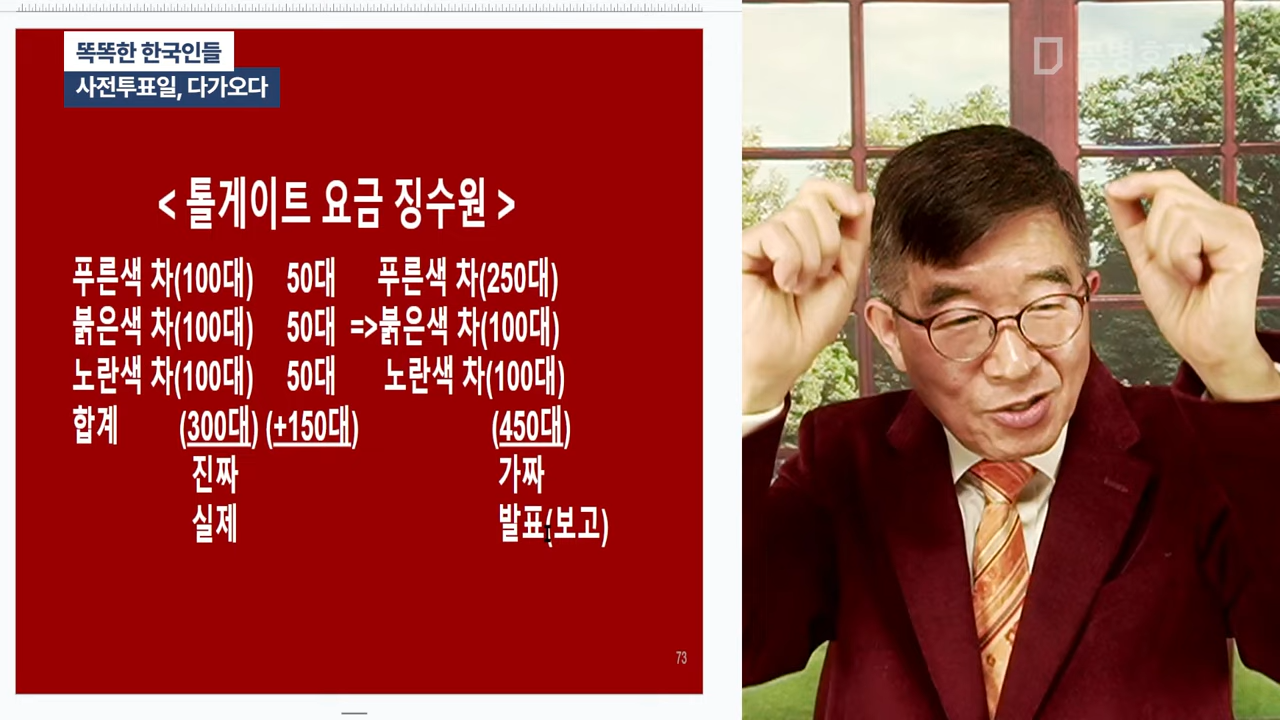 똑똑한 한국인들
사전투표일, 다가오다
< 톨게이트 요금 징수원 >
푸른색 차(100대) 50대 푸른색 차(250대)
붉은색 차(100대) 50대 =>붉은색 차(100대)
노란색 차(100대) 50대 노란색 차(100대)
합계 (300대) (+150대) (450대)
진짜 가짜
실제 발표(보고)
73